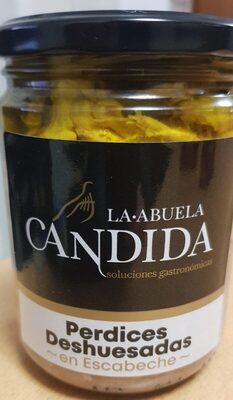 LA·ABUELA
CANDIDA
soluciones gastronómicas
Perdices
Deshuesadas
~ en Escabeche ~